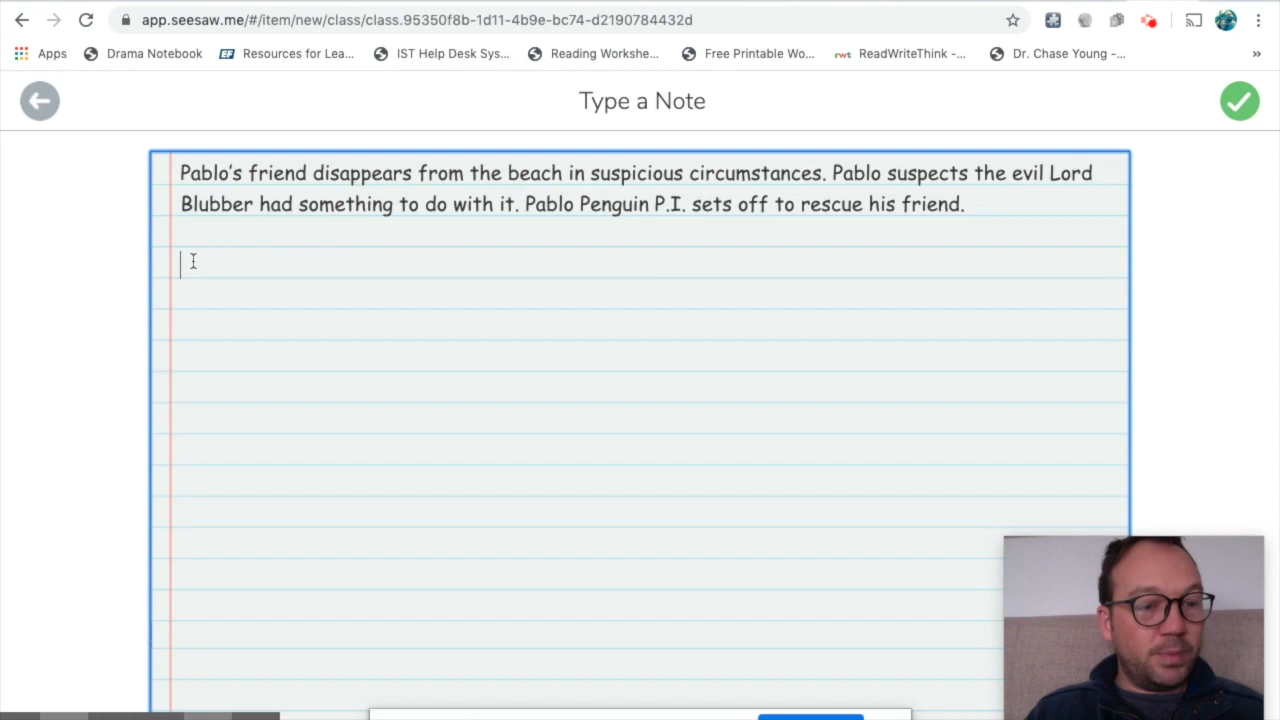 app.seesaw.me/#/item/new/class/class.95350f8b-1d11-4b9e-bc74-d2190784432d
Apps Drama Notebook EF Resources for Lea... IST Help Desk Sys... Reading Workshe... Free Printable Wo... rwt ReadWriteThink -... Dr. Chase Young -... »
Type a Note
Pablo's friend disappears from the beach in suspicious circumstances. Pablo suspects the evil Lord
Blubber had something to do with it. Pablo Penguin P.I. sets off to rescue his friend.